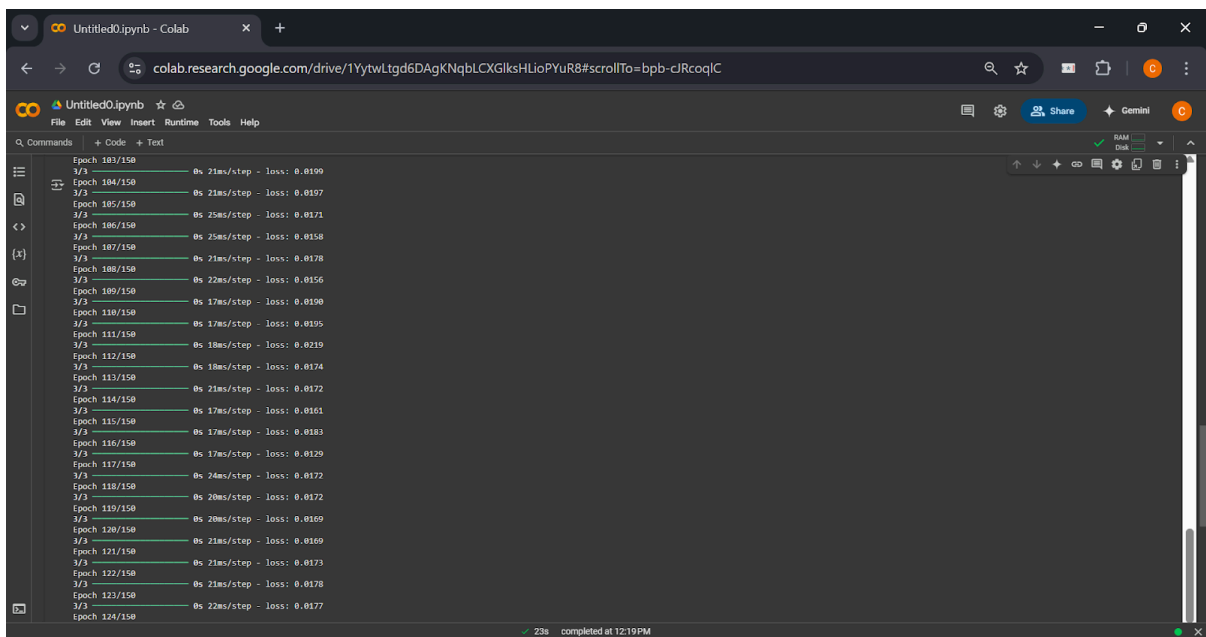 Untitled0.ipynb - Colab
colab.research.google.com/drive/1YytwLtgd6DAgKNqbLCXGlksHLioPYuR8#scrollTo=bpb-cJRcoqlC
C
Untitled0.ipynb
File Edit View Insert Runtime Tools Help
Share
Gemini
C
Commands + Code + Text
RAM
Disk
Epoch 103/150
3/3 0s 21ms/step - loss: 0.0199
Epoch 104/150
3/3 0s 21ms/step - loss: 0.0197
Epoch 105/150
3/3 0s 25ms/step - loss: 0.0171
Epoch 106/150
3/3 0s 25ms/step - loss: 0.0158
Epoch 107/150
3/3 0s 21ms/step - loss: 0.0178
Epoch 108/150
3/3 0s 22ms/step - loss: 0.0156
Epoch 109/150
3/3 0s 17ms/step - loss: 0.0190
Epoch 110/150
3/3 0s 17ms/step - loss: 0.0195
Epoch 111/150
3/3 0s 18ms/step - loss: 0.0219
Epoch 112/150
3/3 0s 18ms/step - loss: 0.0174
Epoch 113/150
3/3 0s 21ms/step - loss: 0.0172
Epoch 114/150
3/3 0s 17ms/step - loss: 0.0161
Epoch 115/150
3/3 0s 17ms/step - loss: 0.0183
Epoch 116/150
3/3 0s 17ms/step - loss: 0.0129
Epoch 117/150
3/3 0s 24ms/step - loss: 0.0172
Epoch 118/150
3/3 0s 20ms/step - loss: 0.0172
Epoch 119/150
3/3 0s 20ms/step - loss: 0.0169
Epoch 120/150
3/3 0s 21ms/step - loss: 0.0169
Epoch 121/150
3/3 0s 21ms/step - loss: 0.0173
Epoch 122/150
3/3 0s 21ms/step - loss: 0.0178
Epoch 123/150
3/3 0s 22ms/step - loss: 0.0177
Epoch 124/150
23s completed at 12:19 PM